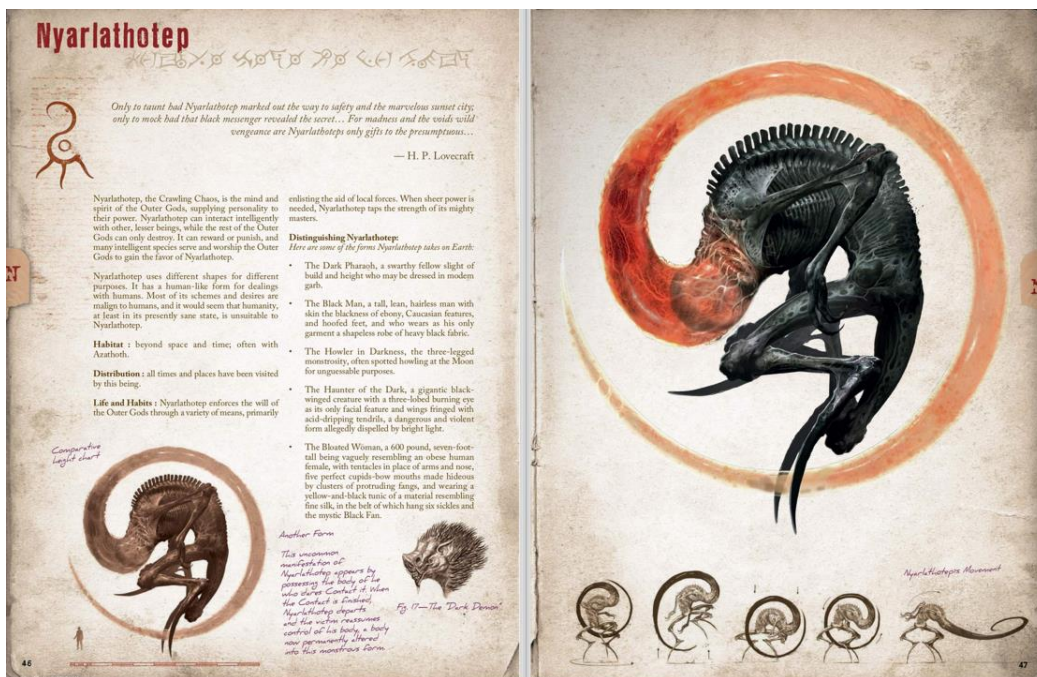 Nyarlathotep
Only to taunt had Nyarlathotep marked out the way to safety and the marvelous sunset city;
only to mock had that black messenger revealed the secret… For madness and the voids wild
vengeance are Nyarlathoteps only gifts to the presumptuous…
— H. P. Lovecraft
Nyarlathotep, the Crawling Chaos, is the mind and
spirit of the Outer Gods, supplying personality to
their power. Nyarlathotep can interact intelligently
with other, lesser beings, while the rest of the Outer
Gods can only destroy. It can reward or punish, and
many intelligent species serve and worship the Outer
Gods to gain the favor of Nyarlathotep.
Nyarlathotep uses different shapes for different
purposes. It has a human-like form for dealings
with humans. Most of its schemes and desires are
malign to humans, and it would seem that humanity,
at least in its presently sane state, is unsuitable to
Nyarlathotep.
Habitat : beyond space and time; often with
Azathoth.
Distribution : all times and places have been visited
by this being.
Life and Habits : Nyarlathotep enforces the will of
the Outer Gods through a variety of means, primarily
enlisting the aid of local forces. When sheer power is
needed, Nyarlathotep taps the strength of its mighty
masters.
Distinguishing Nyarlathotep:
Here are some of the forms Nyarlathotep takes on Earth:
• The Dark Pharaoh, a swarthy fellow slight of
build and height who may be dressed in modern
garb.
• The Black Man, a tall, lean, hairless man with
skin the blackness of ebony, Caucasian features,
and hoofed feet, and who wears as his only
garment a shapeless robe of heavy black fabric.
• The Howler in Darkness, the three-legged
monstrosity, often spotted howling at the Moon
for unguessable purposes.
• The Haunter of the Dark, a gigantic black-
winged creature with a three-lobed burning eye
as its only facial feature and wings fringed with
acid-dripping tendrils, a dangerous and violent
form allegedly dispelled by bright light.
• The Bloated Woman, a 600 pound, seven-foot-
tall being vaguely resembling an obese human
female, with tentacles in place of arms and nose,
five perfect cupids-bow mouths made hideous
by clusters of protruding fangs, and wearing a
yellow-and-black tunic of a material resembling
fine silk, in the belt of which hang six sickles and
the mystic Black Fan.
N
Comparative
height chart
Another Form
This uncommon
manifestation of
Nyarlathotep appears by
possessing the body of he
who dares Contact it. When
the Contact is finished,
Nyarlathotep departs
and the victim reassumes
control of his body, a body
now permanently altered
into this monstrous form.
Fig. 17—The "Dark Demon".
46
Nyarlathoteps Movement
47